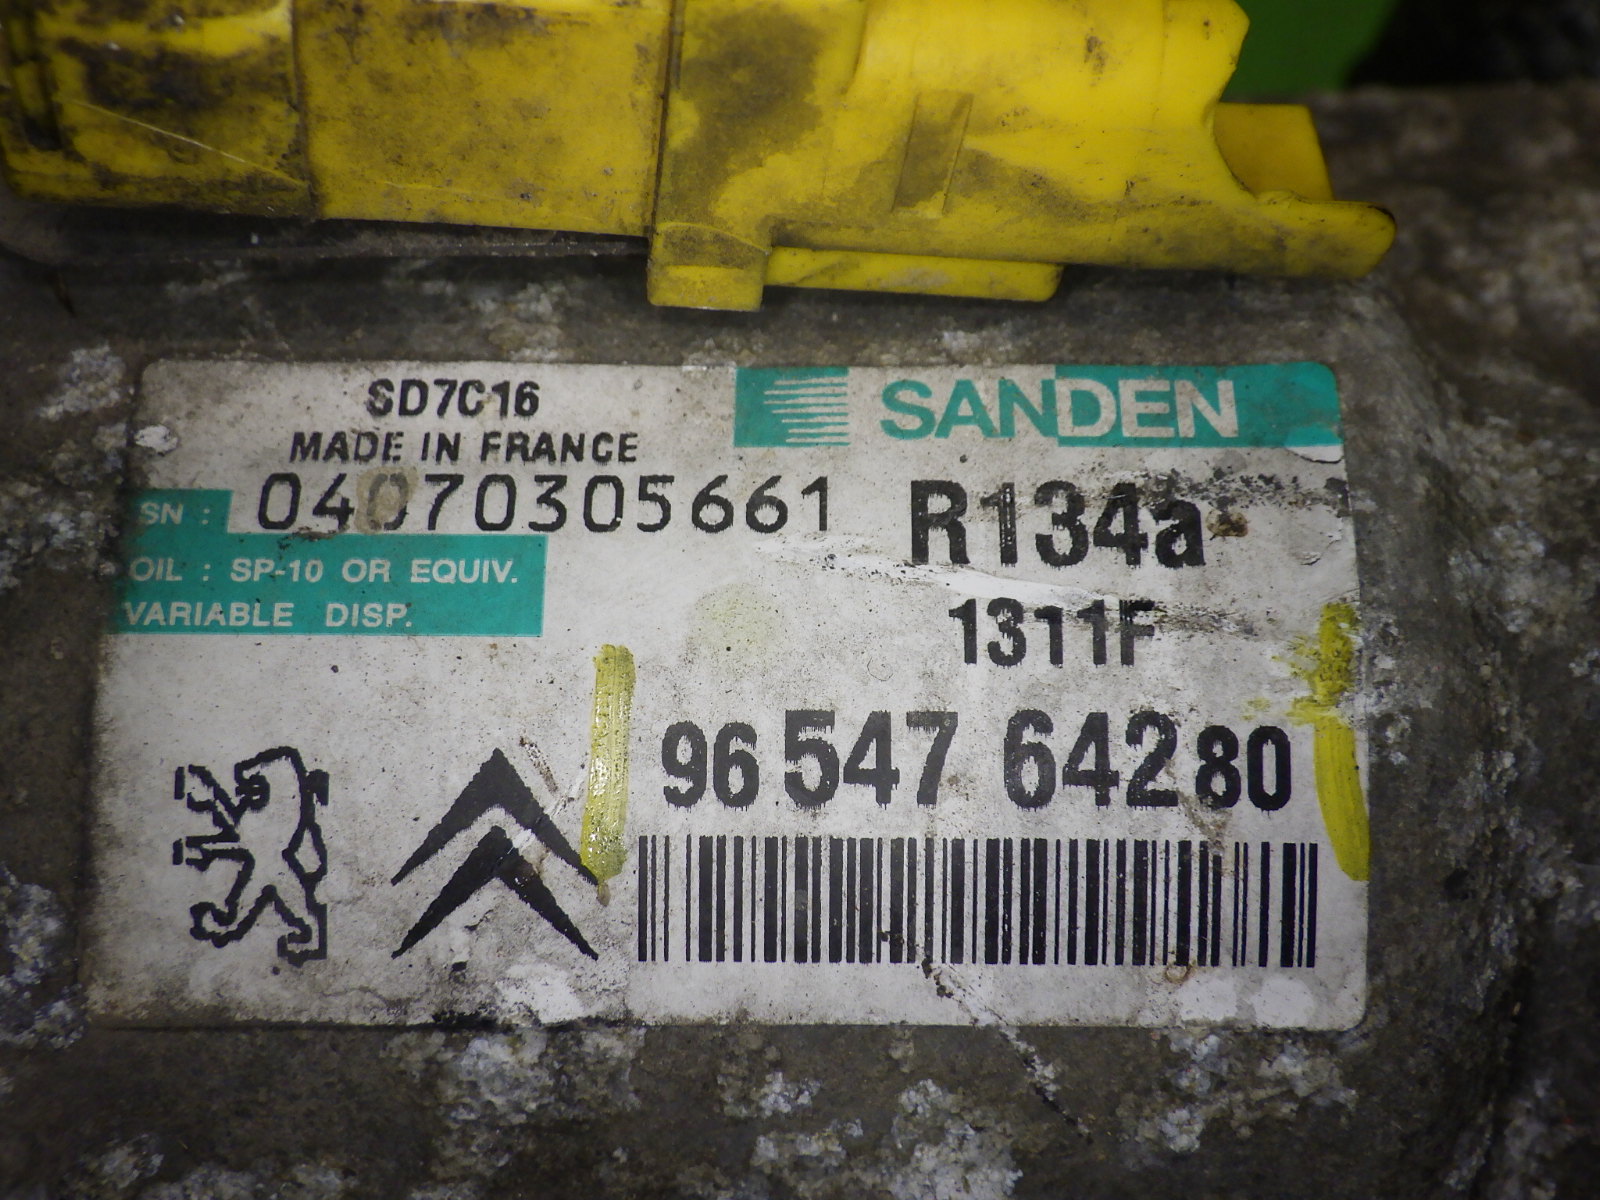 SD7C16
SANDEN
MADE IN FRANCE
SN : 04070305661
R134a
OIL : SP-10 OR EQUIV.
VARIABLE DISP.
1311F
96 547 642 80